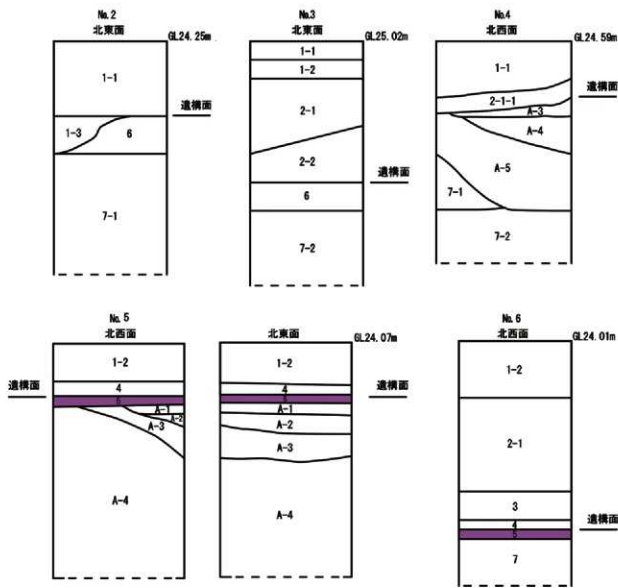 No.2
北東面
GL24.25m
1-1
遺構面
1-3
6
7-1
No.3
北東面
GL25.02m
1-1
1-2
2-1
2-2
遺構面
6
7-2
No.4
北西面
GL24.59m
1-1
遺構面
2-1-1
A-3
A-4
A-5
7-1
7-2
No.5
北西面
1-2
4
遺構面
5
A-1
A-2
A-3
A-4
北東面
GL24.07m
1-2
4
遺構面
5
A-1
A-2
A-3
A-4
No.6
北西面
GL24.01m
1-2
2-1
3
4
遺構面
5
7